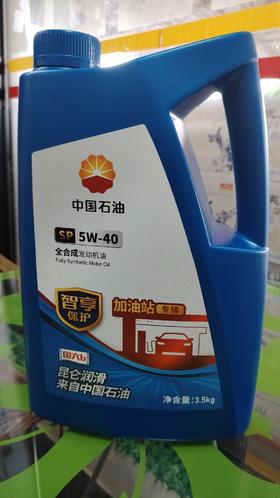 中国石油
SP 5W-40
全合成发动机油
Fully Synthetic Motor Oil
智享
保护
加油站 专销
国六b
昆仑润滑
来自中国石油
净含量：3.5kg